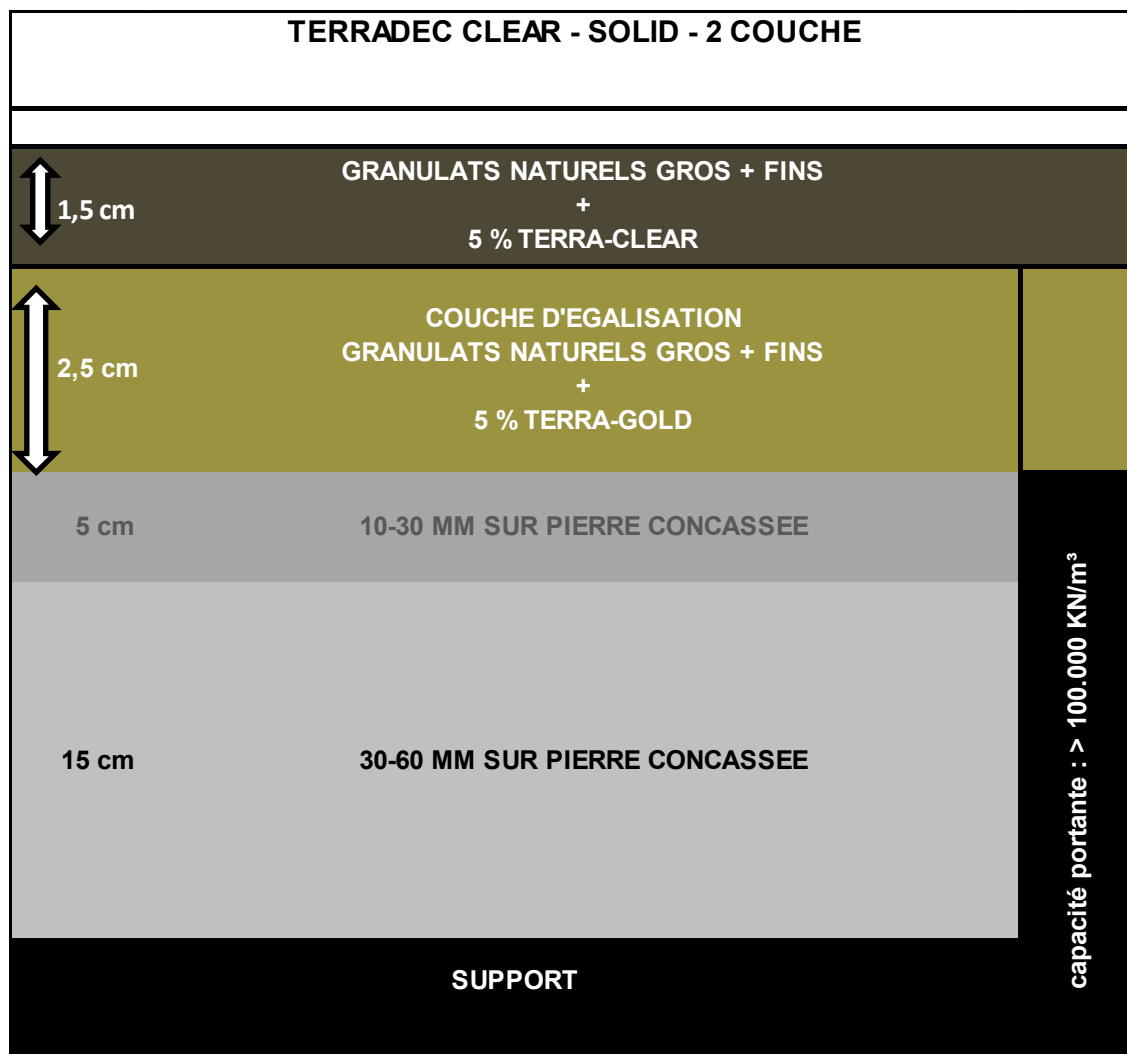 TERRADEC CLEAR - SOLID - 2 COUCHE
1,5 cm
GRANULATS NATURELS GROS + FINS
+
5 % TERRA-CLEAR
2,5 cm
COUCHE D'EGALISATION
GRANULATS NATURELS GROS + FINS
+
5 % TERRA-GOLD
5 cm
10-30 MM SUR PIERRE CONCASSEE
15 cm
30-60 MM SUR PIERRE CONCASSEE
capacité portante : > 100.000 KN/m³
SUPPORT